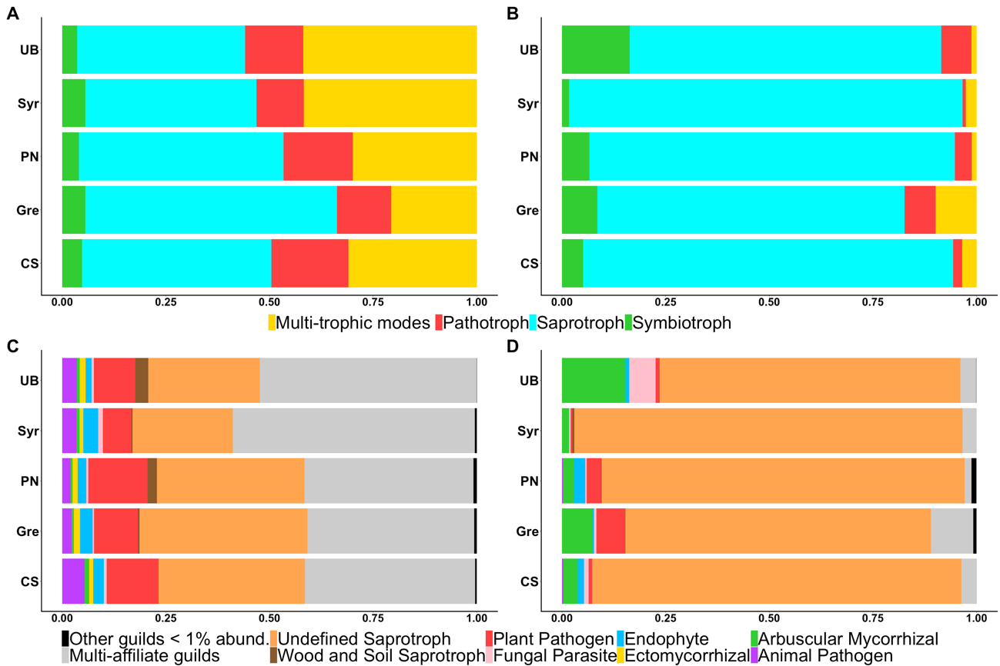 A
B
UB
Syr
PN
Gre
CS
0.00 0.25 0.50 0.75 1.00
UB
Syr
PN
Gre
CS
0.00 0.25 0.50 0.75 1.00
Multi-trophic modes Pathotroph Saprotroph Symbiotroph
C
D
UB
Syr
PN
Gre
CS
0.00 0.25 0.50 0.75 1.00
UB
Syr
PN
Gre
CS
0.00 0.25 0.50 0.75 1.00
Other guilds < 1% abund. Undefined Saprotroph Plant Pathogen Endophyte Arbuscular Mycorrhizal
Multi-affiliate guilds Wood and Soil Saprotroph Fungal Parasite Ectomycorrhizal Animal Pathogen